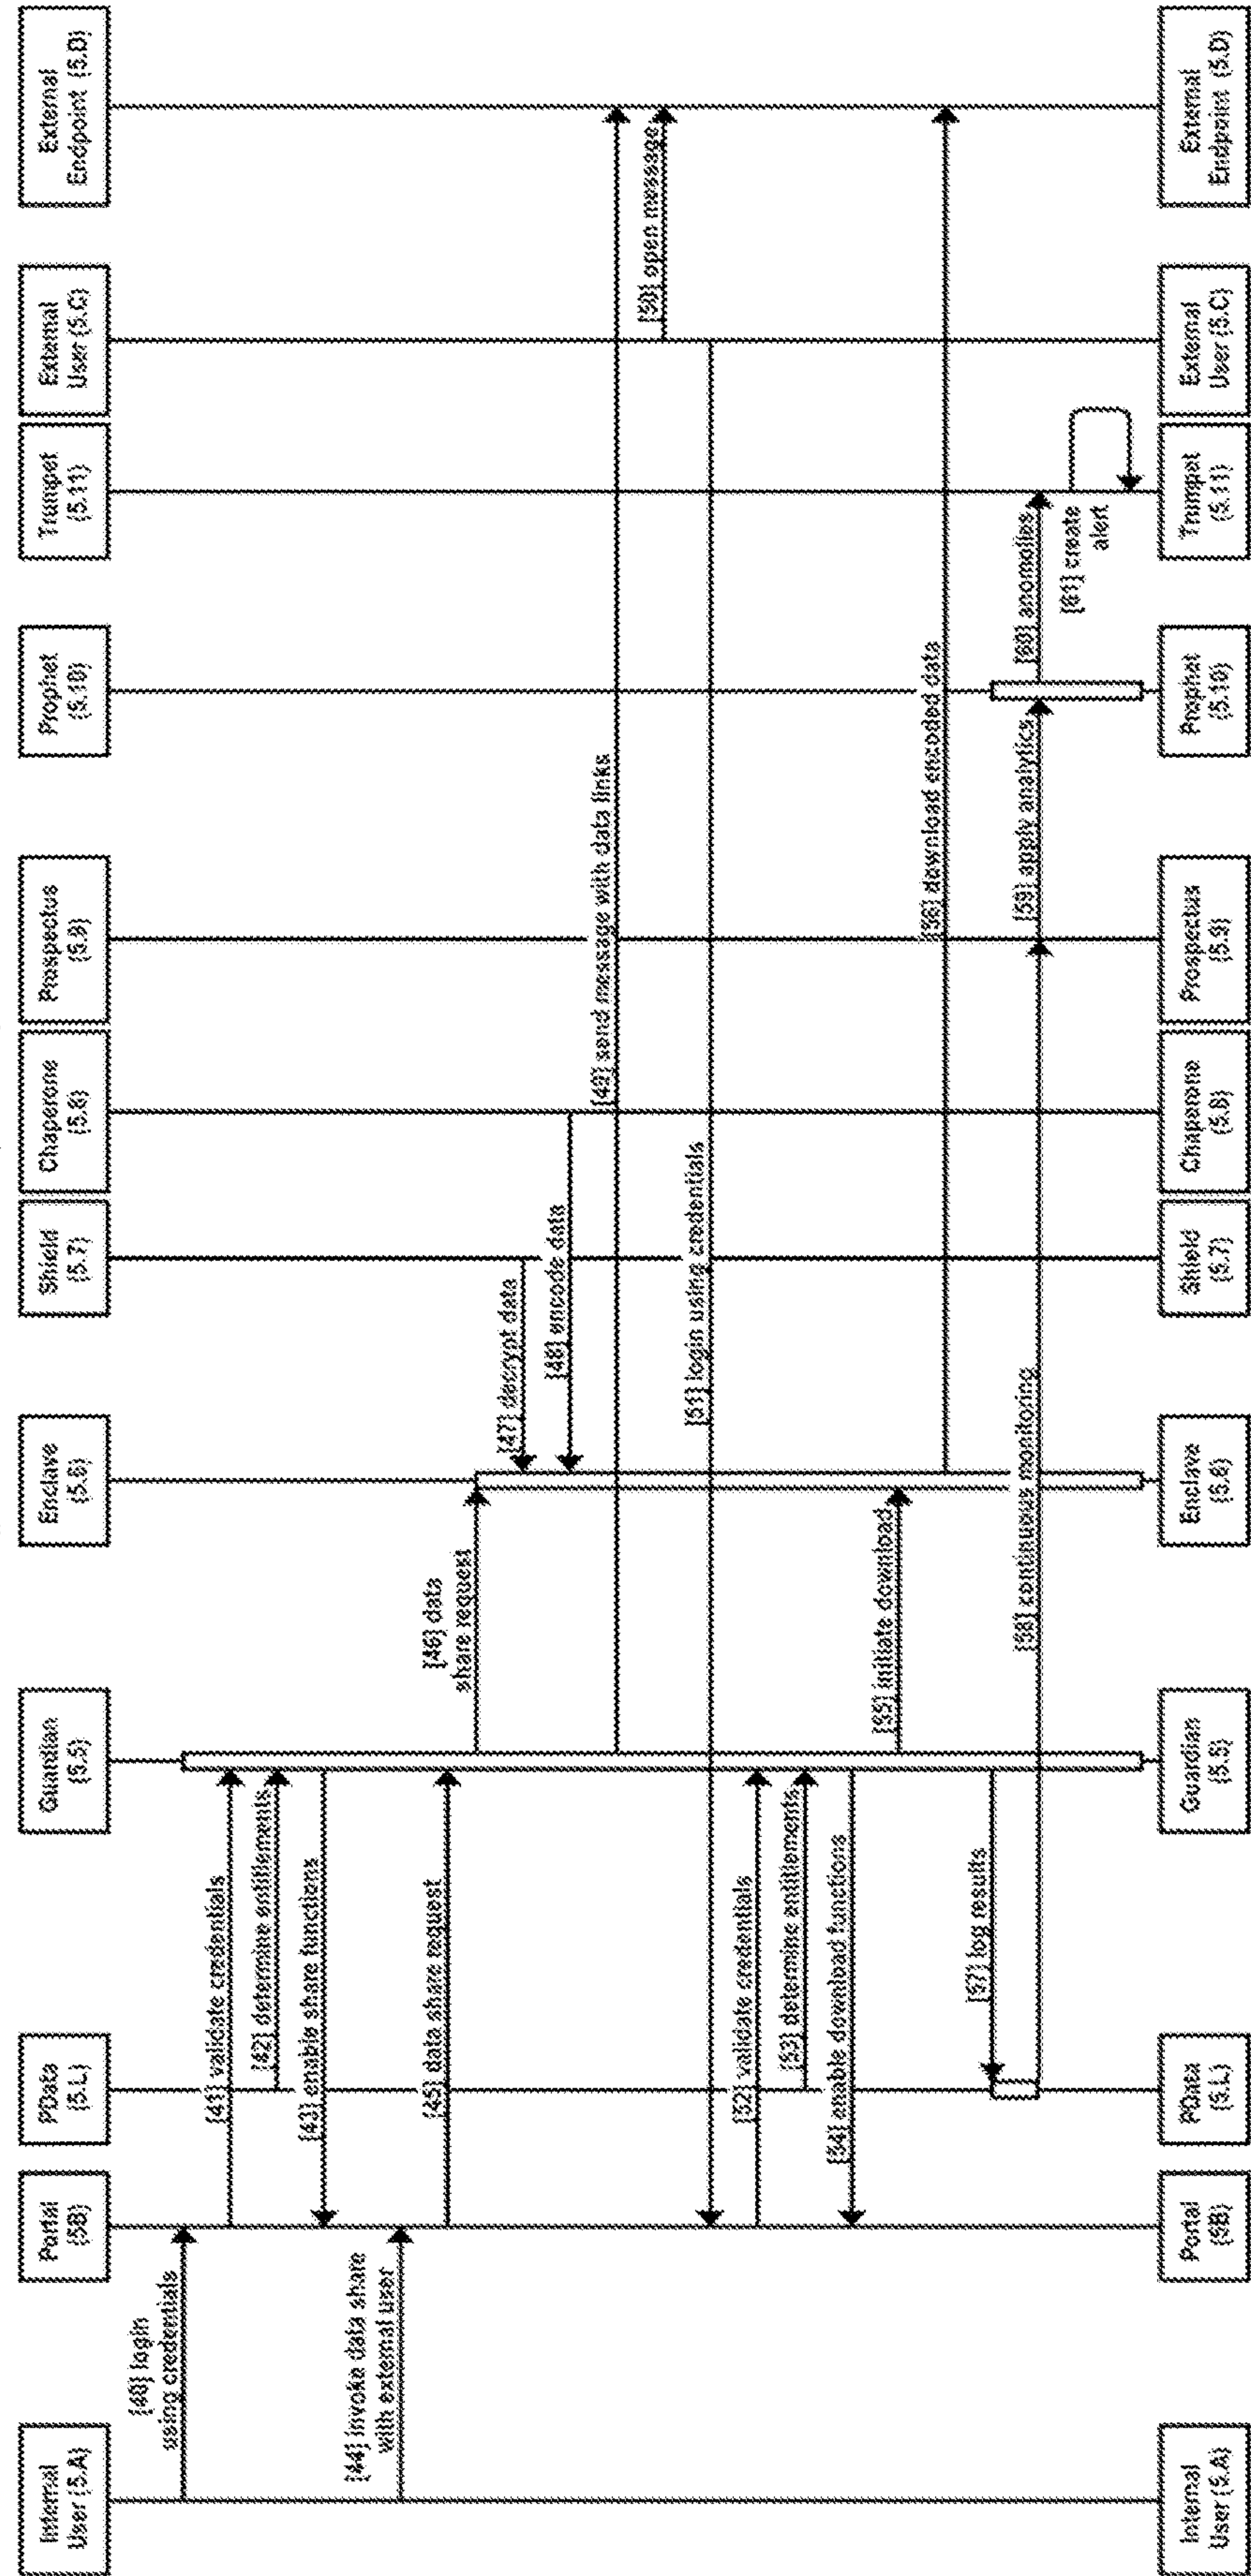 Internal
User (5.A)
Portal
(5B)
PData
(5.L)
Guardian
(5.5)
Enclave
(5.6)
Shield
(5.7)
Chaperone
(5.8)
Prospectus
(5.9)
Prophet
(5.10)
Trumpet
(5.11)
External
User (5.C)
External
Endpoint (5.D)
[40] login
using credentials
[41] validate credentials
[42] determine entitlements
[43] enable share functions
[44] invoke data share
with external user
[45] data share request
[46] data
share request
[47] decrypt data
[48] encode data
[49] send message with data links
[50] open message
[51] login using credentials
[52] validate credentials
[53] determine entitlements
[54] enable download functions
[55] initiate download
[56] download encoded data
[57] log results
[58] continuous monitoring
[59] apply analytics
[60] anomolies
[61] create
alert
Internal
User (5.A)
Portal
(5B)
PData
(5.L)
Guardian
(5.5)
Enclave
(5.6)
Shield
(5.7)
Chaperone
(5.8)
Prospectus
(5.9)
Prophet
(5.10)
Trumpet
(5.11)
External
User (5.C)
External
Endpoint (5.D)